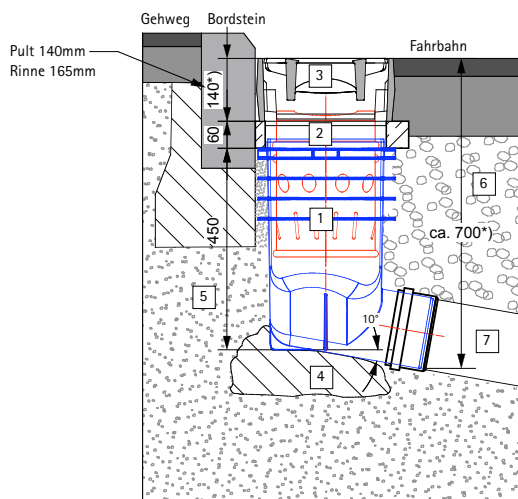 Gehweg Bordstein
Pult 140mm
Rinne 165mm
Fahrbahn
140*)
3
60
2
6
450
1
ca. 700*)
5
10°
7
4